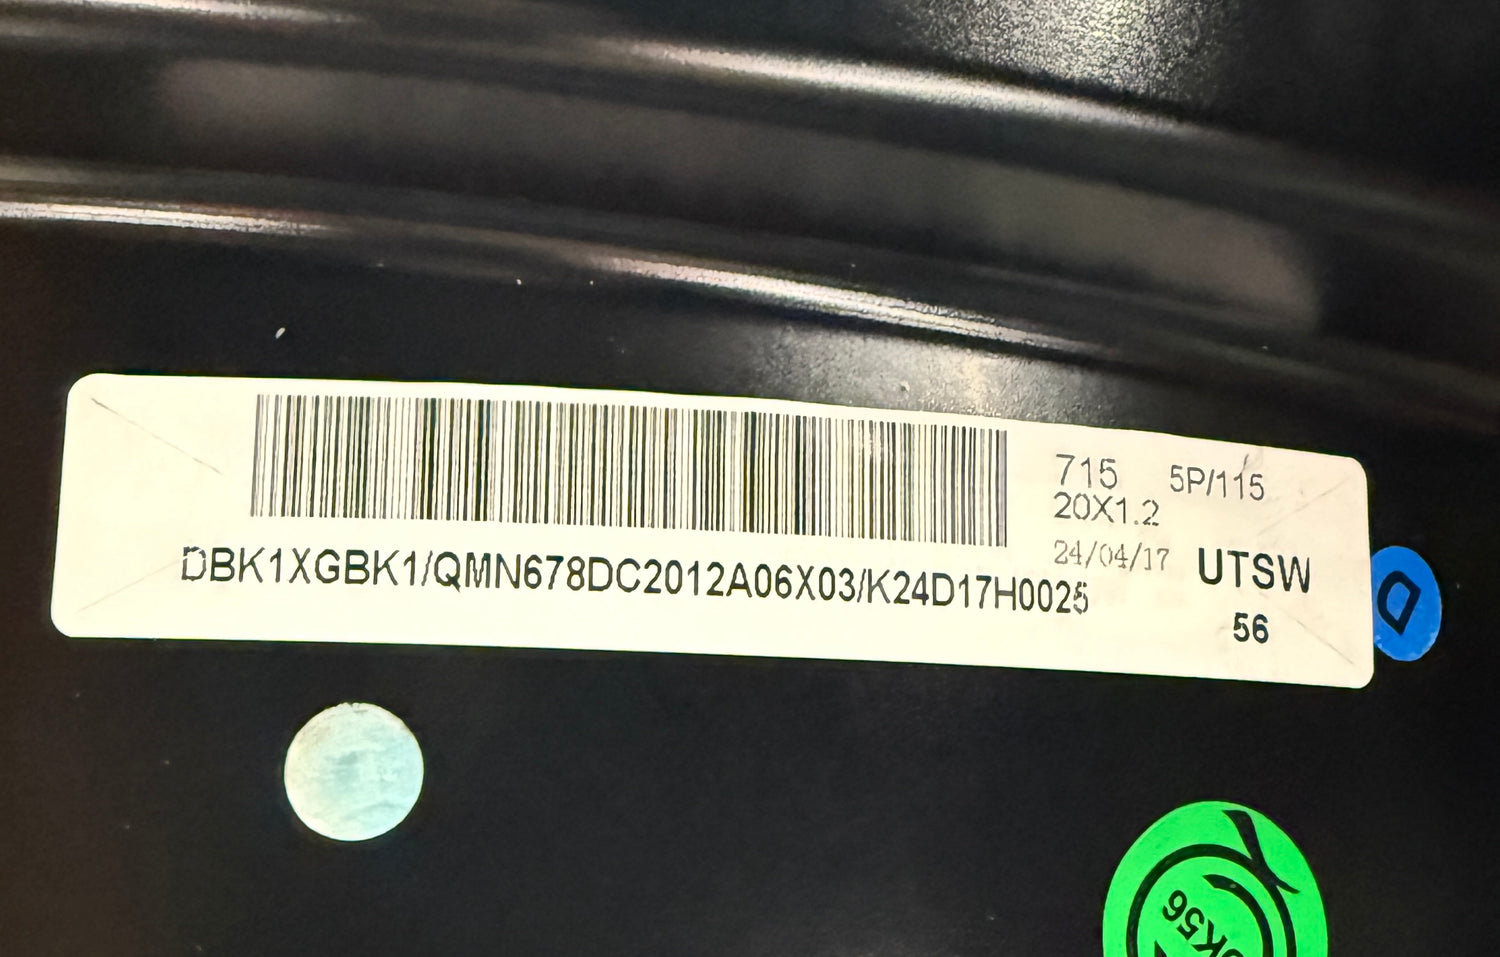 715 5P/115
20X1.2
24/04/17 UTSW
DBK1XGBK1/QMN678DC2012A06X03/K24D17H0025
56
D